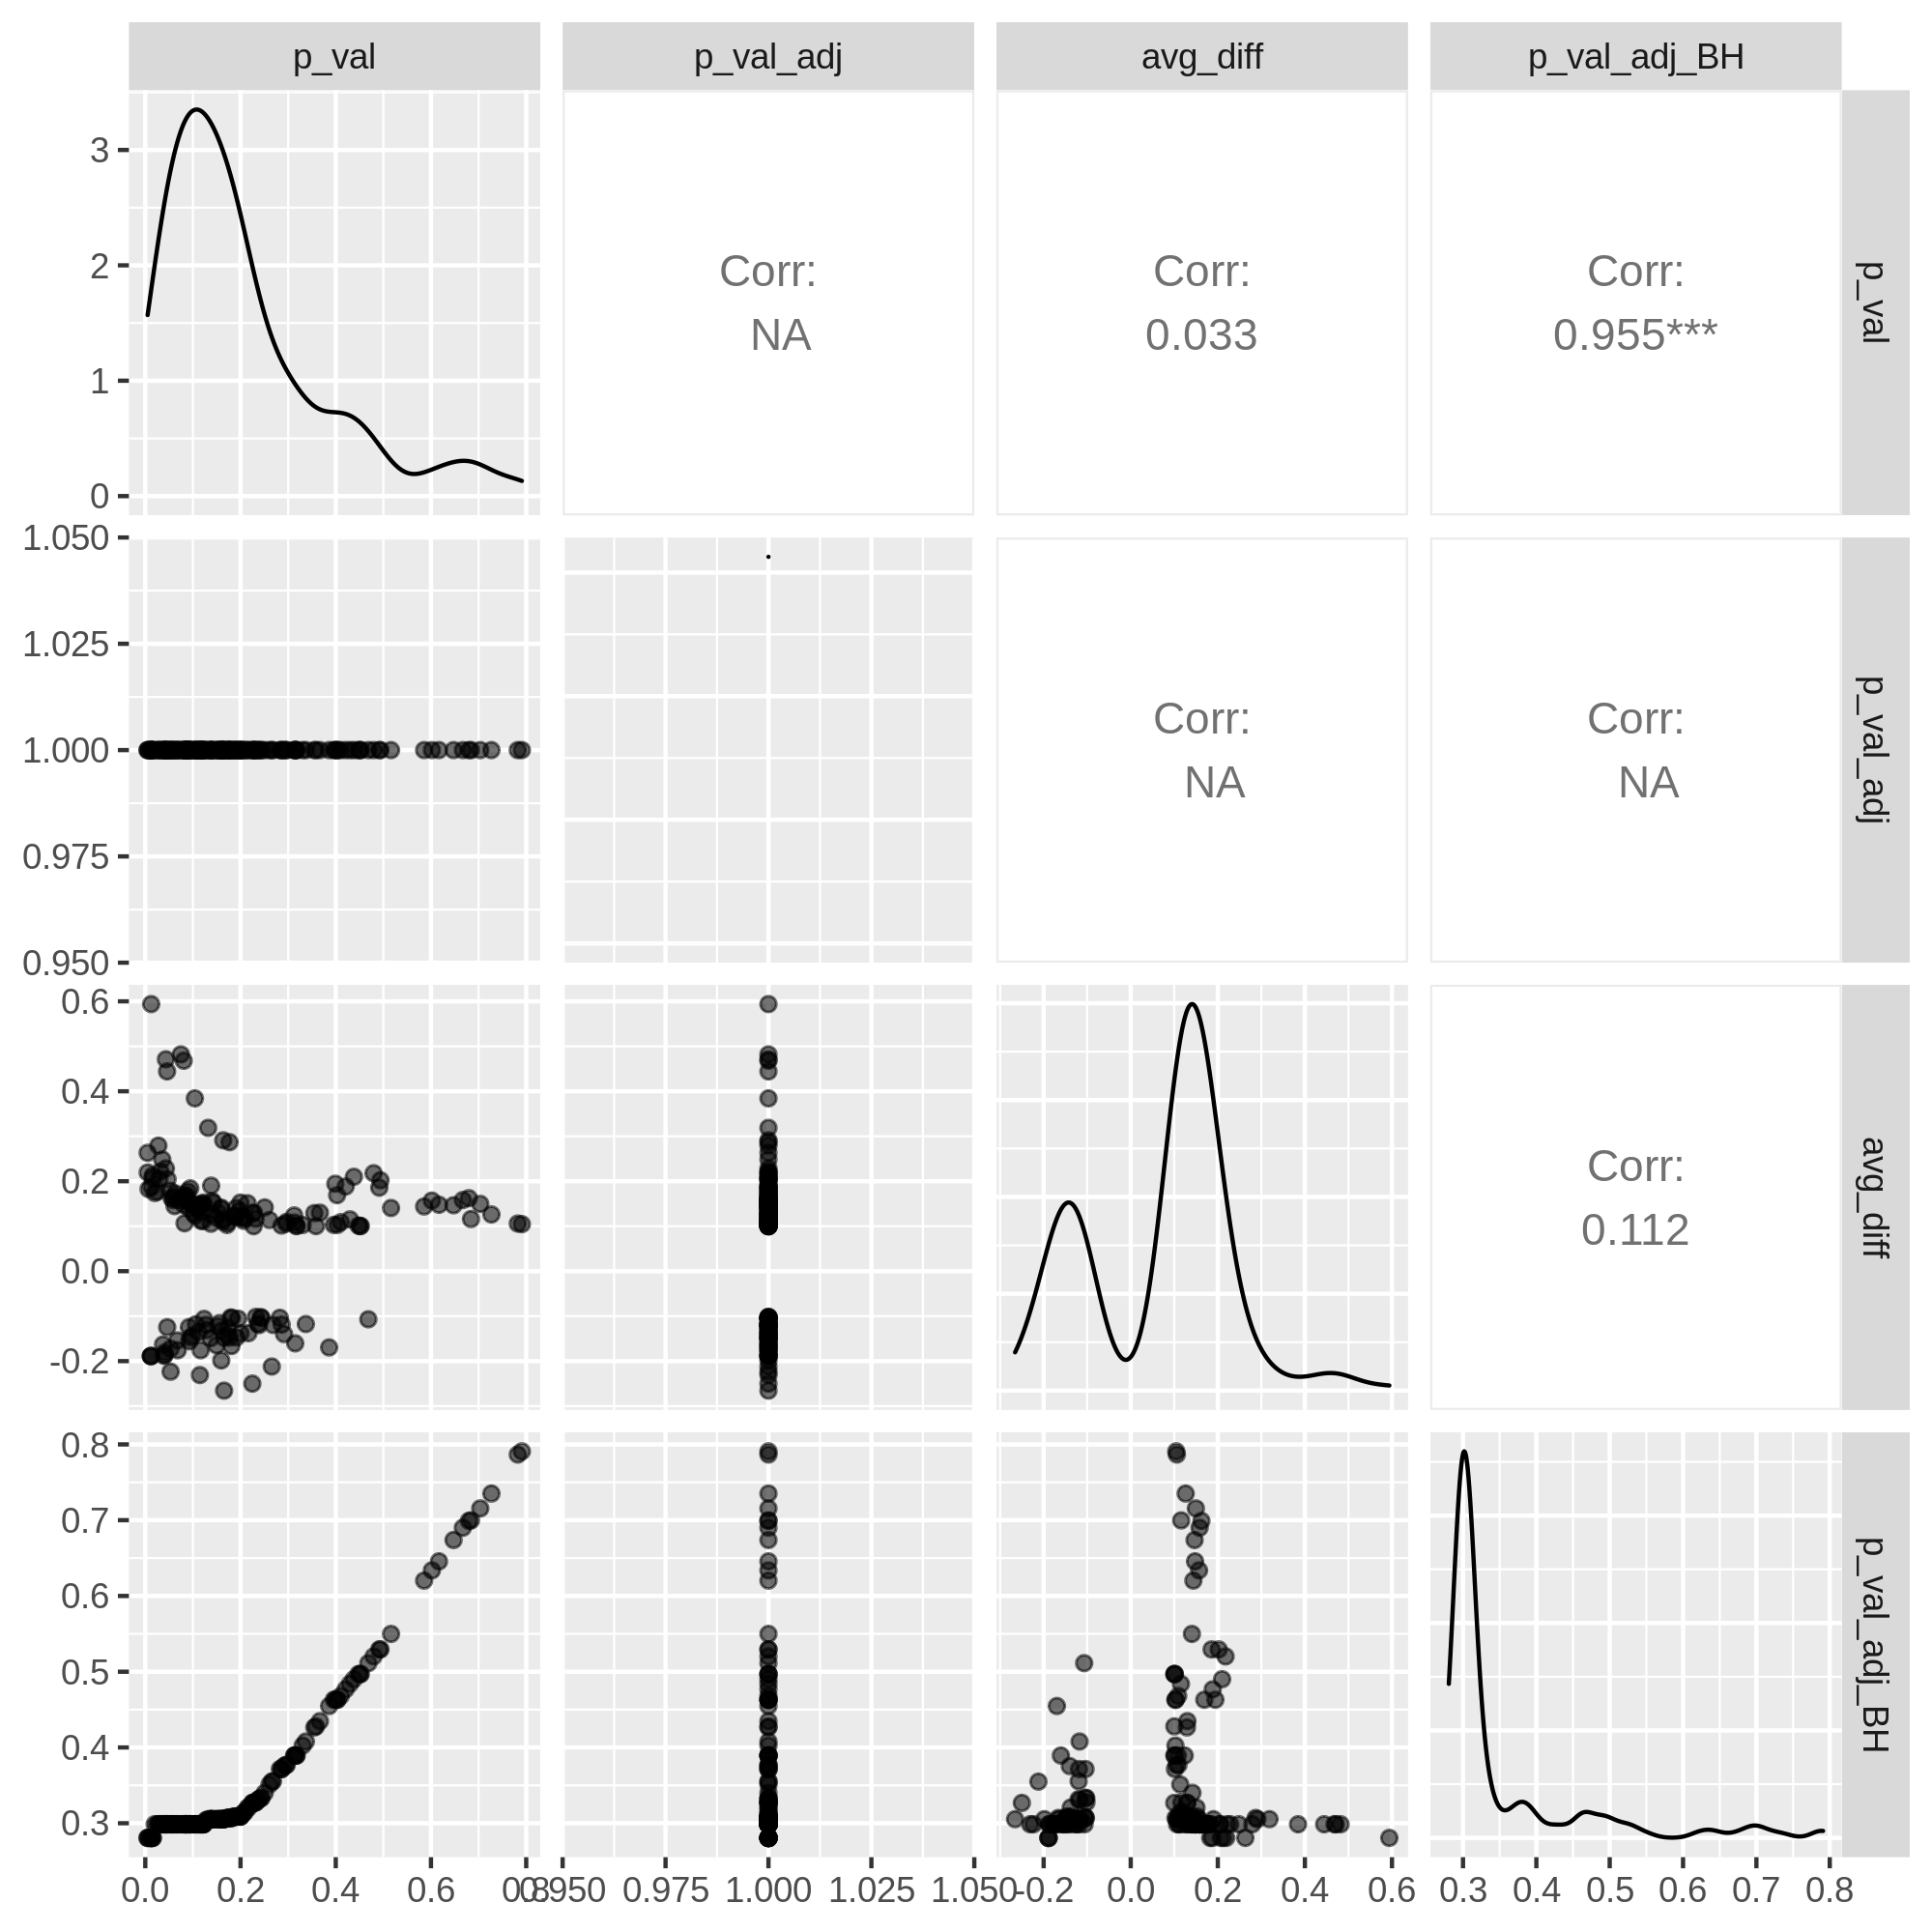 p_val p_val_adj avg_diff p_val_adj_BH
3
2
1
0
Corr:
NA
Corr:
0.033
Corr:
0.955***
p_val
1.050
1.025
1.000
0.975
0.950
Corr:
NA
Corr:
NA
p_val_adj
0.6
0.4
0.2
0.0
-0.2
Corr:
0.112
avg_diff
0.8
0.7
0.6
0.5
0.4
0.3
p_val_adj_BH
0.0 0.2 0.4 0.6 0.8
0.950 0.975 1.000 1.025 1.050
-0.2 0.0 0.2 0.4 0.6
0.3 0.4 0.5 0.6 0.7 0.8